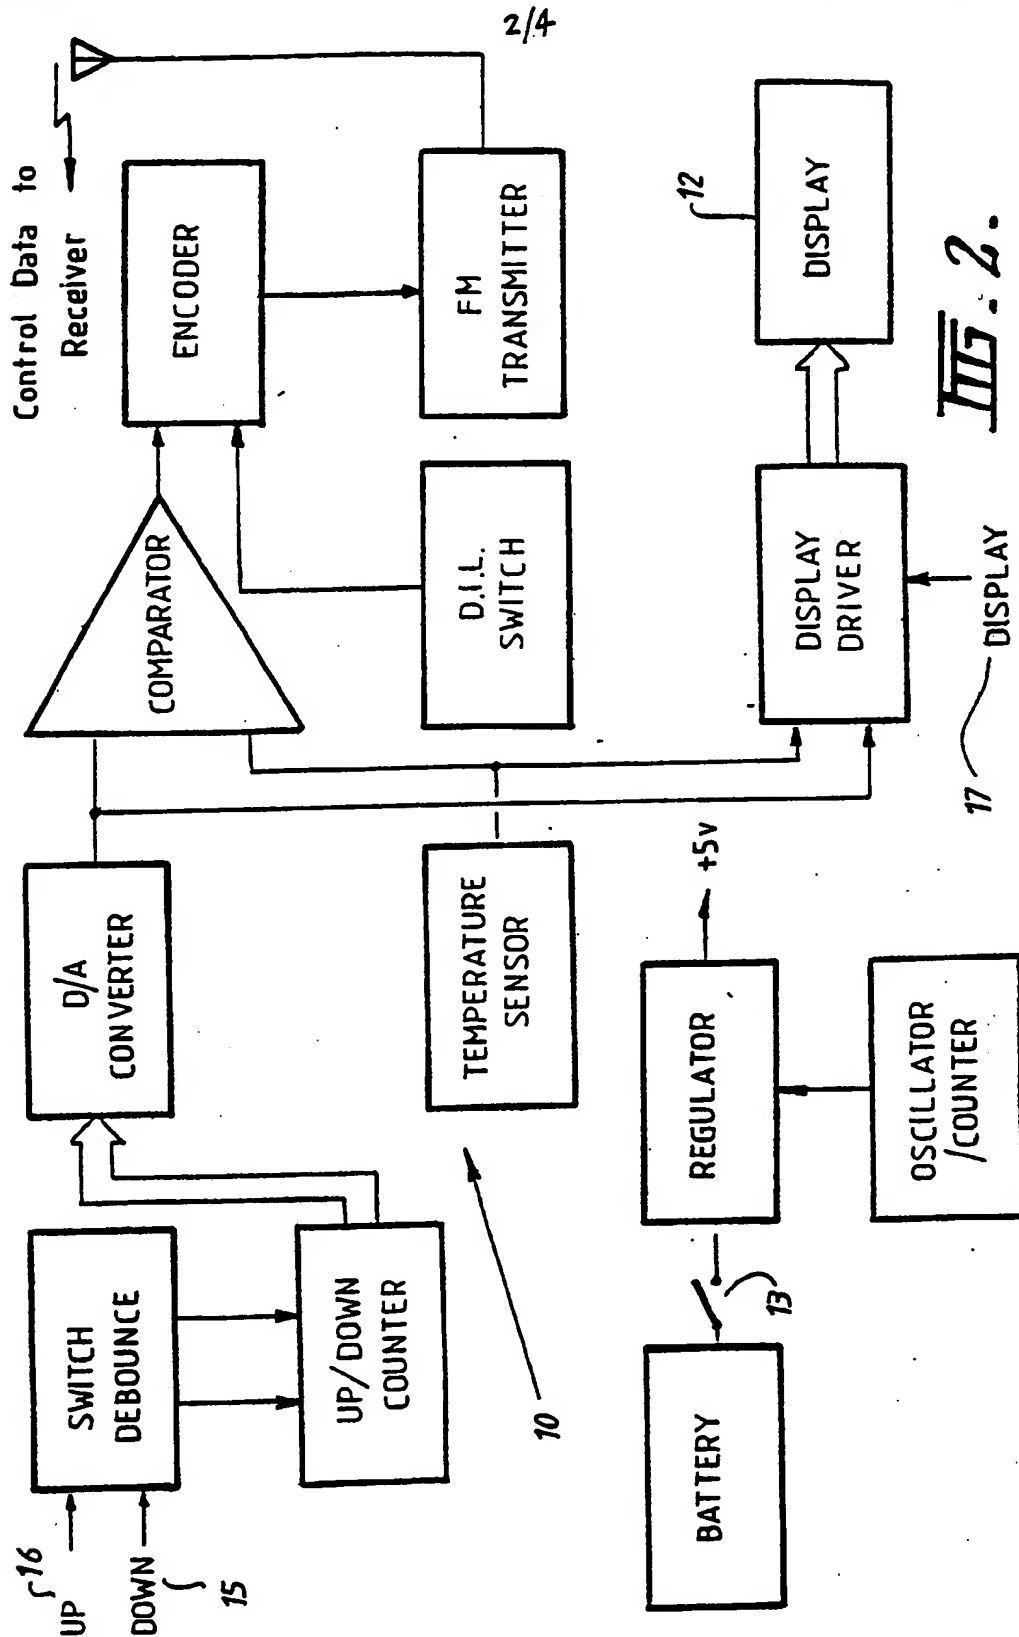 2/4
Control Data to
Receiver
UP
16
DOWN
15
SWITCH
DEBOUNCE
UP/DOWN
COUNTER
D/A
CONVERTER
COMPARATOR
ENCODER
TEMPERATURE
SENSOR
D.I.L.
SWITCH
FM
TRANSMITTER
10
BATTERY
13
REGULATOR
+5v
OSCILLATOR
/COUNTER
DISPLAY
DRIVER
17
DISPLAY
DISPLAY
12
FIG. 2.